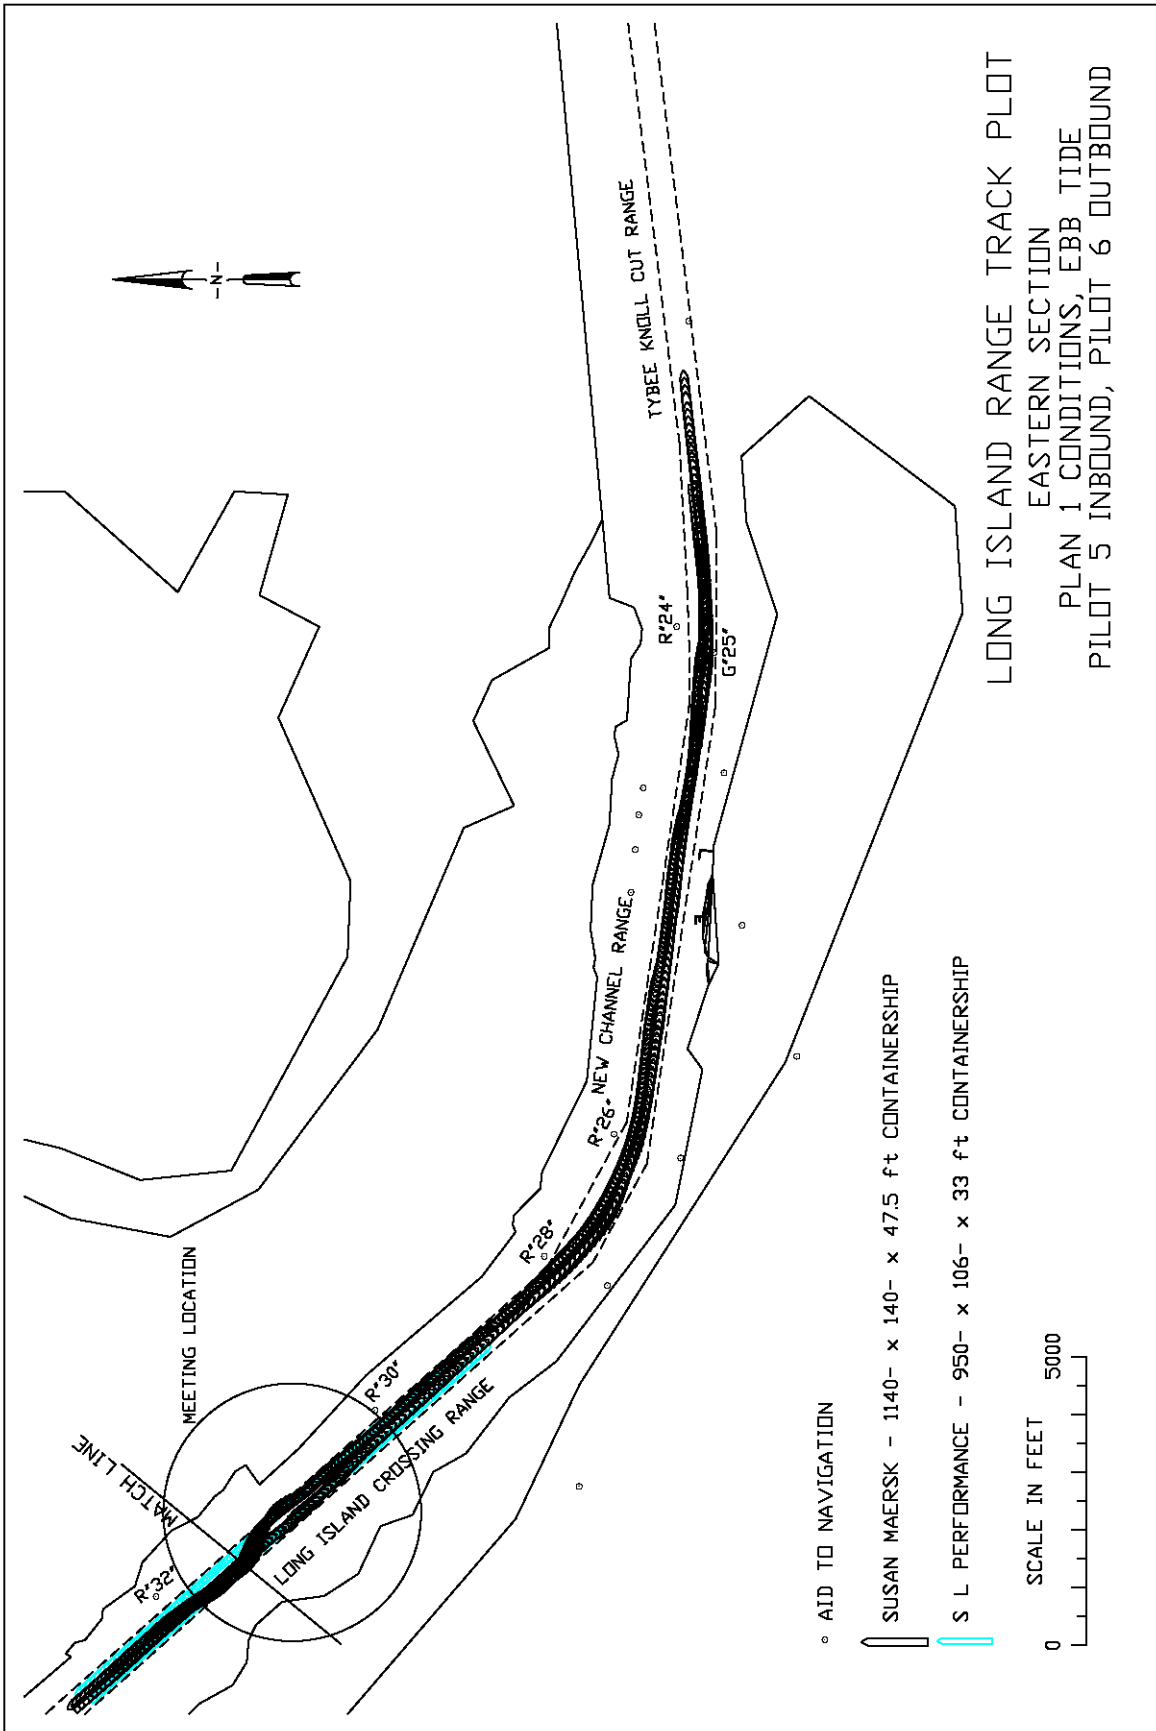 LONG ISLAND RANGE TRACK PLOT
EASTERN SECTION
PLAN 1 CONDITIONS, EBB TIDE
PILOT 5 INBOUND, PILOT 6 OUTBOUND
MEETING LOCATION
MATCH LINE
R"32"
R"30"
LONG ISLAND CROSSING RANGE
R"28"
R"26"
NEW CHANNEL RANGE
R"24"
G"25"
TYBEE KNOLL CUT RANGE
-N-
AID TO NAVIGATION
SUSAN MAERSK - 1140- x 140- x 47.5 ft CONTAINERSHIP
S L PERFORMANCE - 950- x 106- x 33 ft CONTAINERSHIP
SCALE IN FEET
0 5000